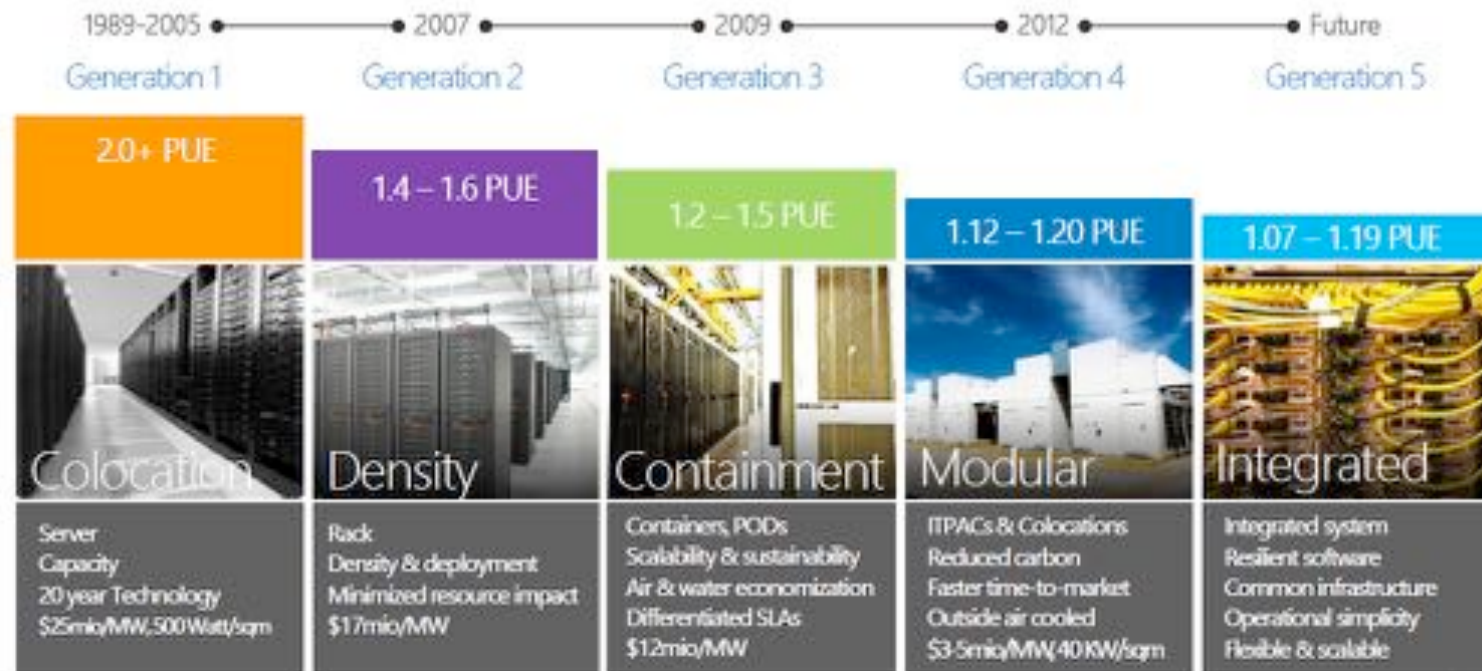 1989-2005 2007 2009 2012 Future
Generation 1 Generation 2 Generation 3 Generation 4 Generation 5
2.0+ PUE
1.4 – 1.6 PUE
1.2 – 1.5 PUE
1.12 – 1.20 PUE
1.07 – 1.19 PUE
Colocation
Density
Containment
Modular
Integrated
Server
Capacity
20 year Technology
$25mio/MW, 500 Watt/sqm
Rack
Density & deployment
Minimized resource impact
$17mio/MW
Containers, PODs
Scalability & sustainability
Air & water economization
Differentiated SLAs
$12mio/MW
ITPACs & Colocations
Reduced carbon
Faster time-to-market
Outside air cooled
$3-5mio/MW, 40 KW/sqm
Integrated system
Resilient software
Common infrastructure
Operational simplicity
Flexible & scalable